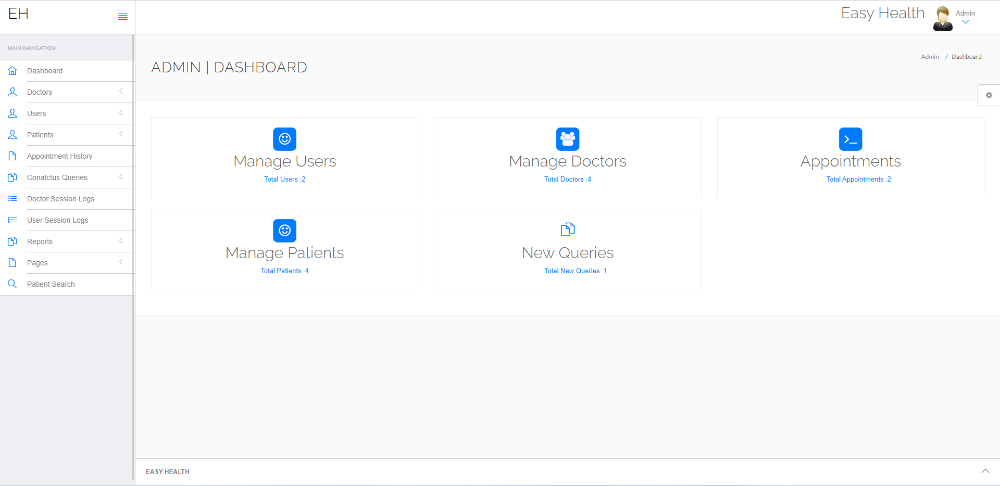 EH
Easy Health
Admin
MAIN NAVIGATION
Dashboard
Doctors
Users
Patients
Appointment History
Conatctus Queries
Doctor Session Logs
User Session Logs
Reports
Pages
Patient Search
ADMIN | DASHBOARD
Admin / Dashboard
Manage Users
Total Users :2
Manage Doctors
Total Doctors :4
Appointments
Total Appointments :2
Manage Patients
Total Patients :4
New Queries
Total New Queries :1
EASY HEALTH